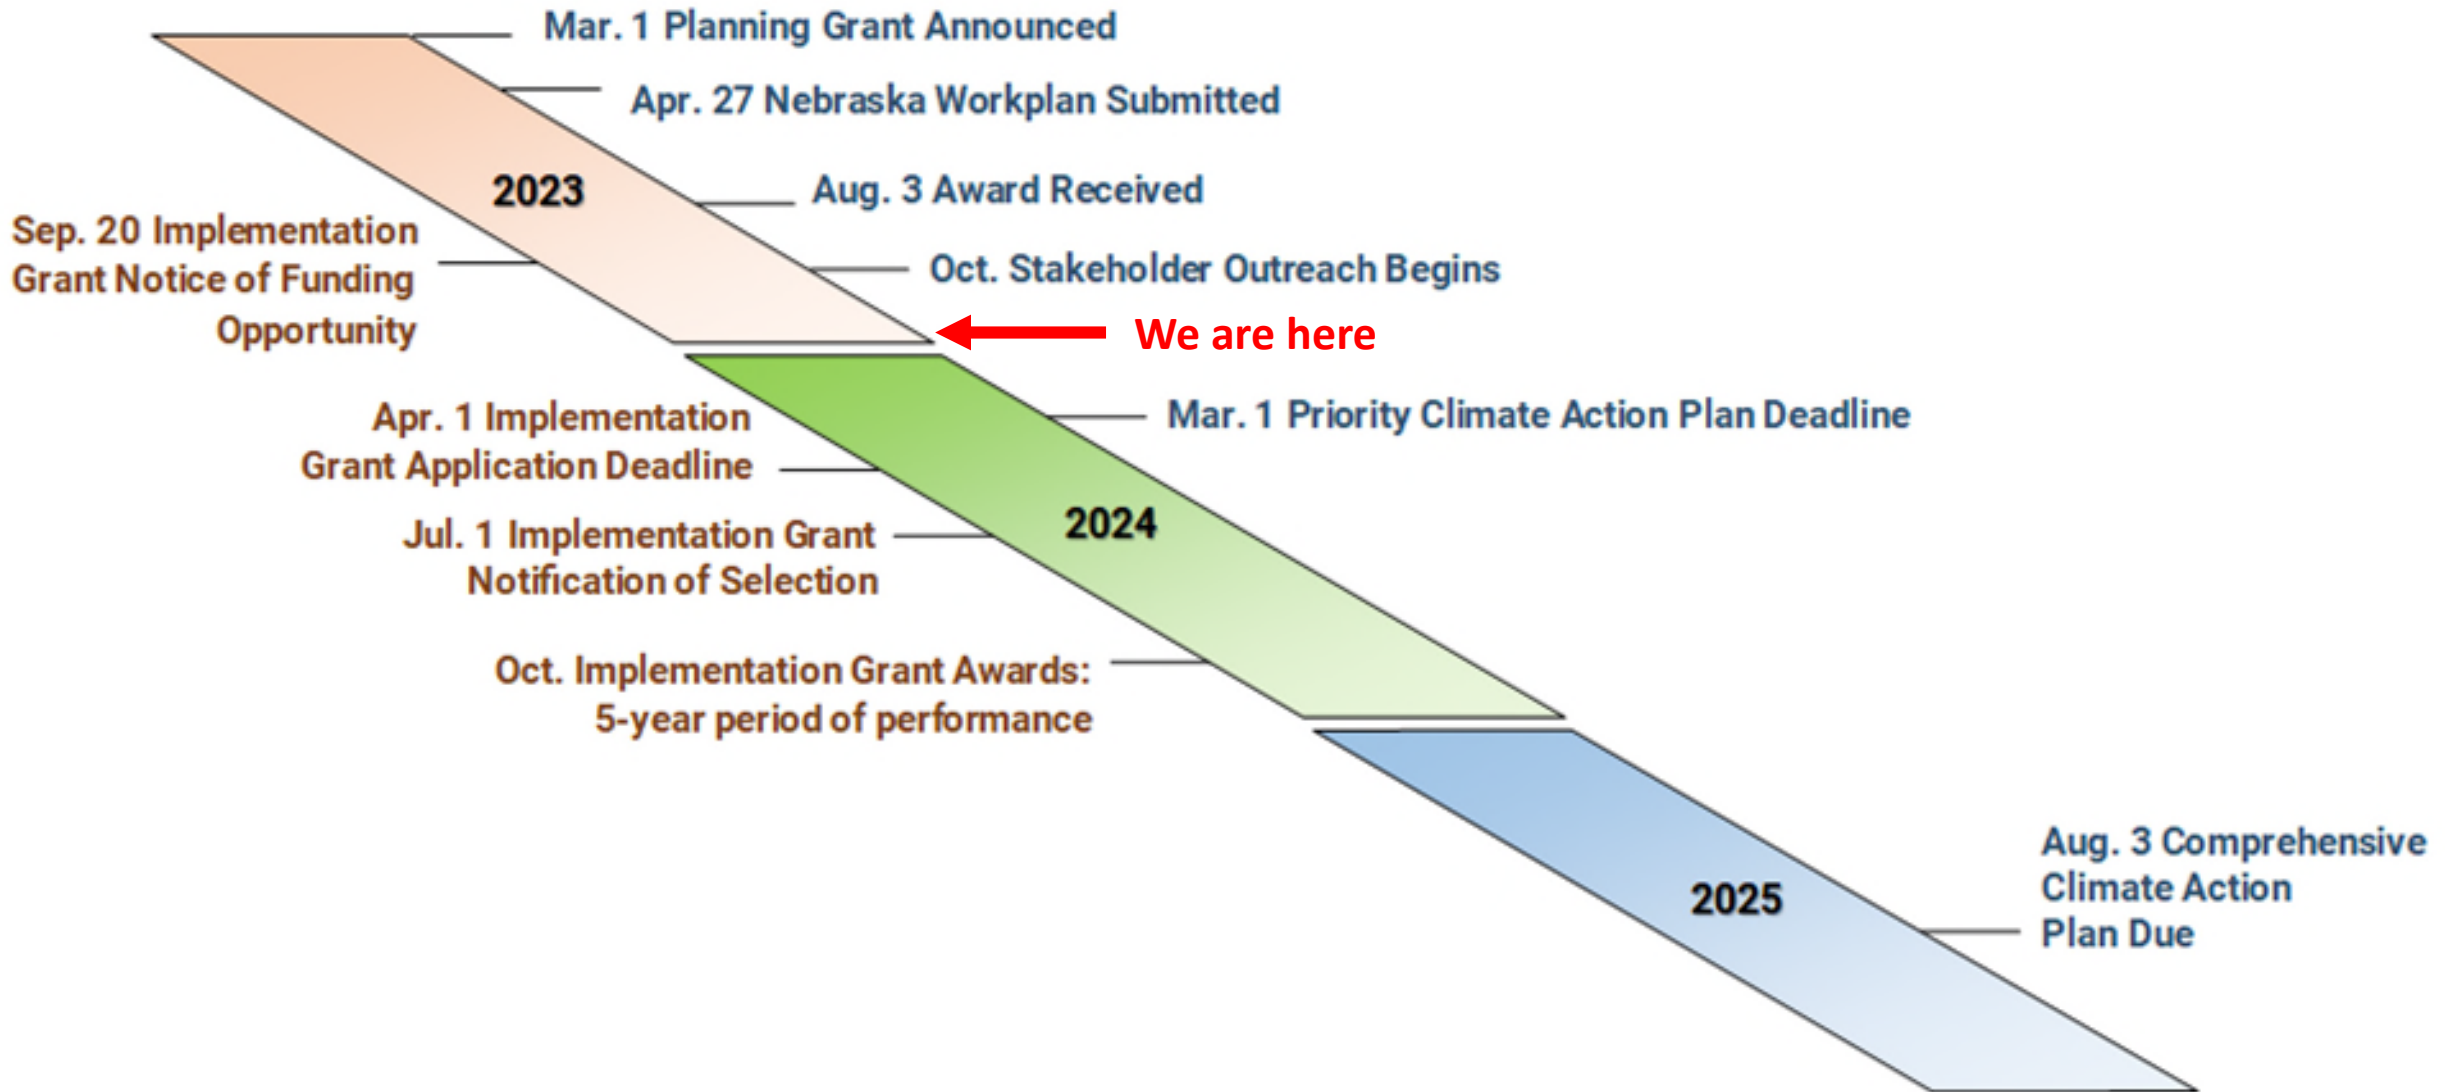 Mar. 1 Planning Grant Announced
Apr. 27 Nebraska Workplan Submitted
2023
Aug. 3 Award Received
Sep. 20 Implementation
Grant Notice of Funding
Opportunity
Oct. Stakeholder Outreach Begins
We are here
Mar. 1 Priority Climate Action Plan Deadline
Apr. 1 Implementation
Grant Application Deadline
2024
Jul. 1 Implementation Grant
Notification of Selection
Oct. Implementation Grant Awards:
5-year period of performance
2025
Aug. 3 Comprehensive
Climate Action
Plan Due